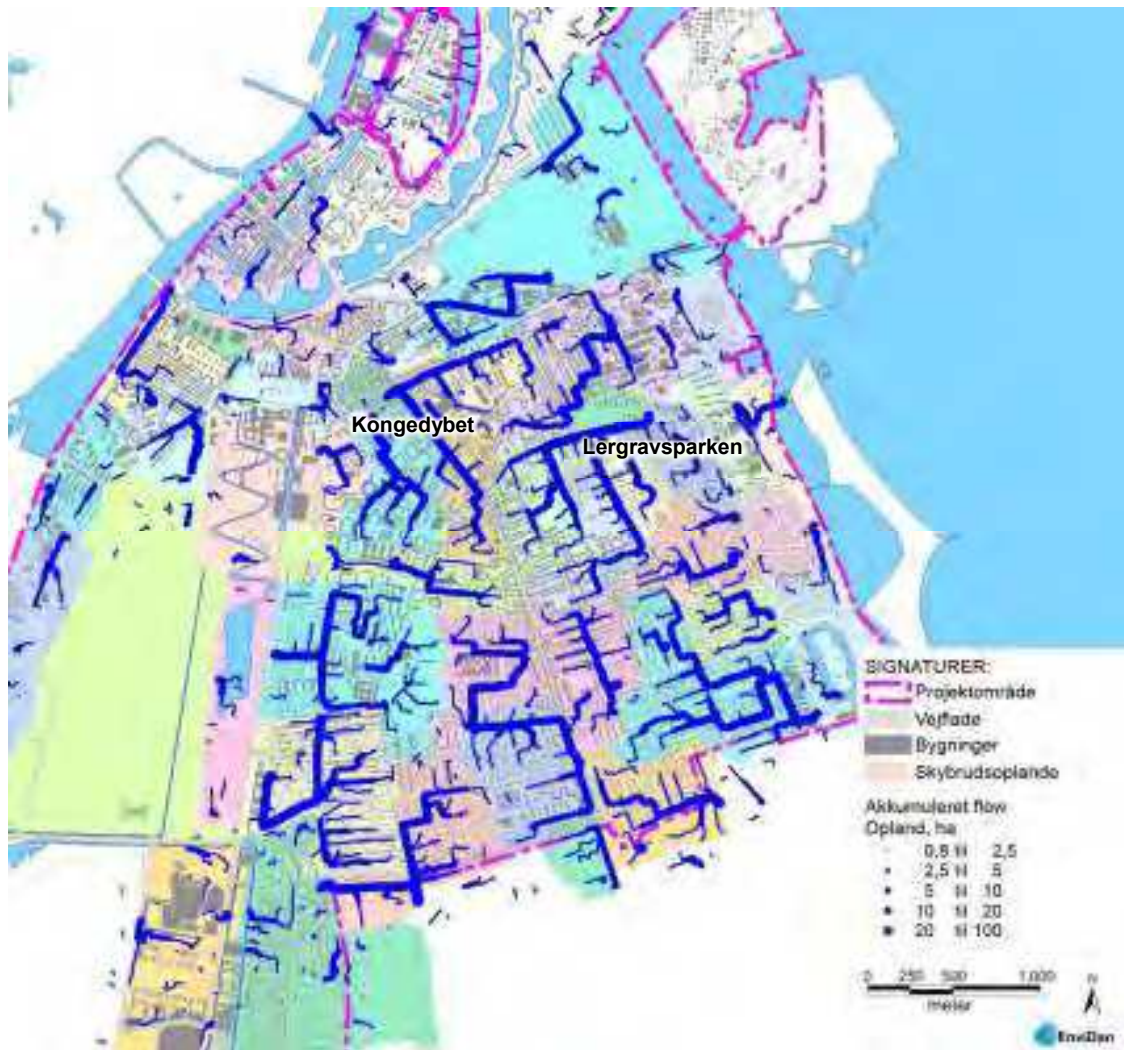 Kongedybet
Lergravsparken
SIGNATURER:
Projektområde
Vejflade
Bygninger
Skybrudsoplande
Akkumuleret flow
Opland, ha
0,8 til 2,5
2,5 til 5
5 til 10
10 til 20
20 til 100
0 250 500 1.000
meter
N
EnviDan